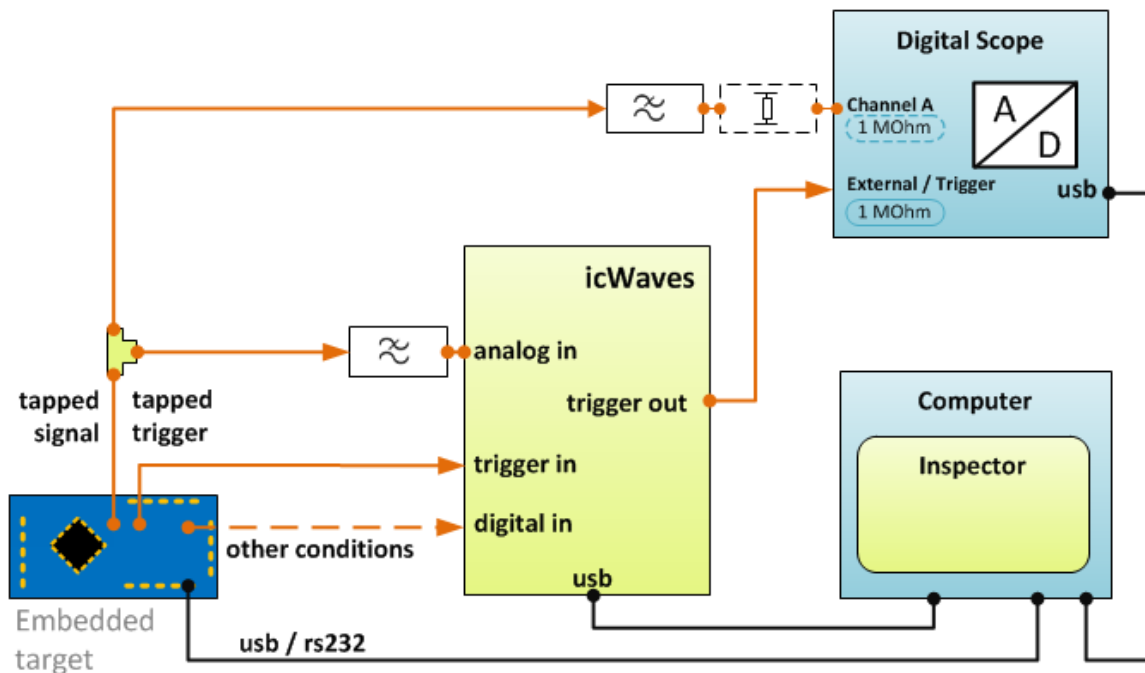 Digital Scope
Channel A
1 MOhm
A
D
External / Trigger
usb
1 MOhm
icWaves
analog in
tapped
signal
tapped
trigger
trigger out
Computer
Inspector
trigger in
digital in
other conditions
usb
Embedded
target
usb / rs232